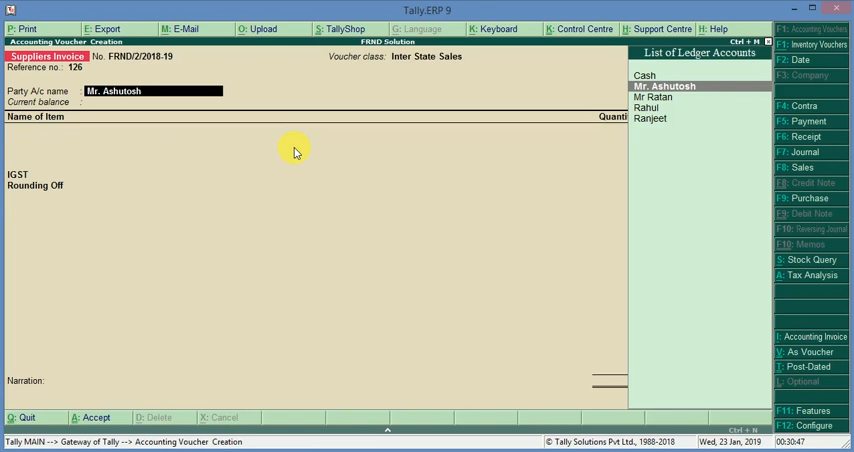 Tally.ERP 9
P: Print E: Export M: E-Mail O: Upload S: TallyShop G: Language K: Keyboard K: Control Centre H: Support Centre H: Help
Accounting Voucher Creation FRND Solution Ctrl + M
Suppliers Invoice No. FRND/2/2018-19 Voucher class: Inter State Sales
Reference no.: 126
Party A/c name : Mr. Ashutosh
Current balance :
Name of Item Quanti
IGST
Rounding Off
Narration:
List of Ledger Accounts
Cash
Mr. Ashutosh
Mr Ratan
Rahul
Ranjeet
F1: Accounting Vouchers
F1: Inventory Vouchers
F2: Date
F3: Company
F4: Contra
F5: Payment
F6: Receipt
F7: Journal
F8: Sales
F8: Credit Note
F9: Purchase
F9: Debit Note
F10: Reversing Journal
F10: Memos
S: Stock Query
A: Tax Analysis
I: Accounting Invoice
V: As Voucher
T: Post-Dated
L: Optional
F11: Features
F12: Configure
Q: Quit A: Accept D: Delete X: Cancel
Ctrl + N
Tally MAIN --> Gateway of Tally --> Accounting Voucher Creation © Tally Solutions Pvt Ltd., 1988-2018 Wed, 23 Jan, 2019 00:30:47